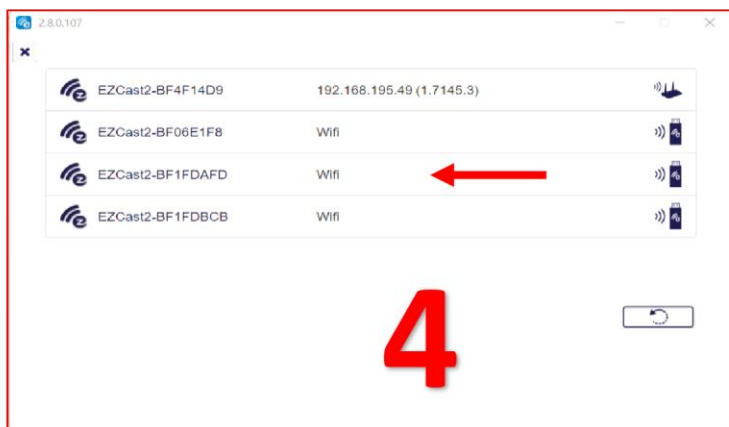 2.8.0.107
EZCast2-BF4F14D9 192.168.195.49 (1.7145.3)
EZCast2-BF06E1F8 Wifi
EZCast2-BF1FDAFD Wifi
EZCast2-BF1FDBCB Wifi
4